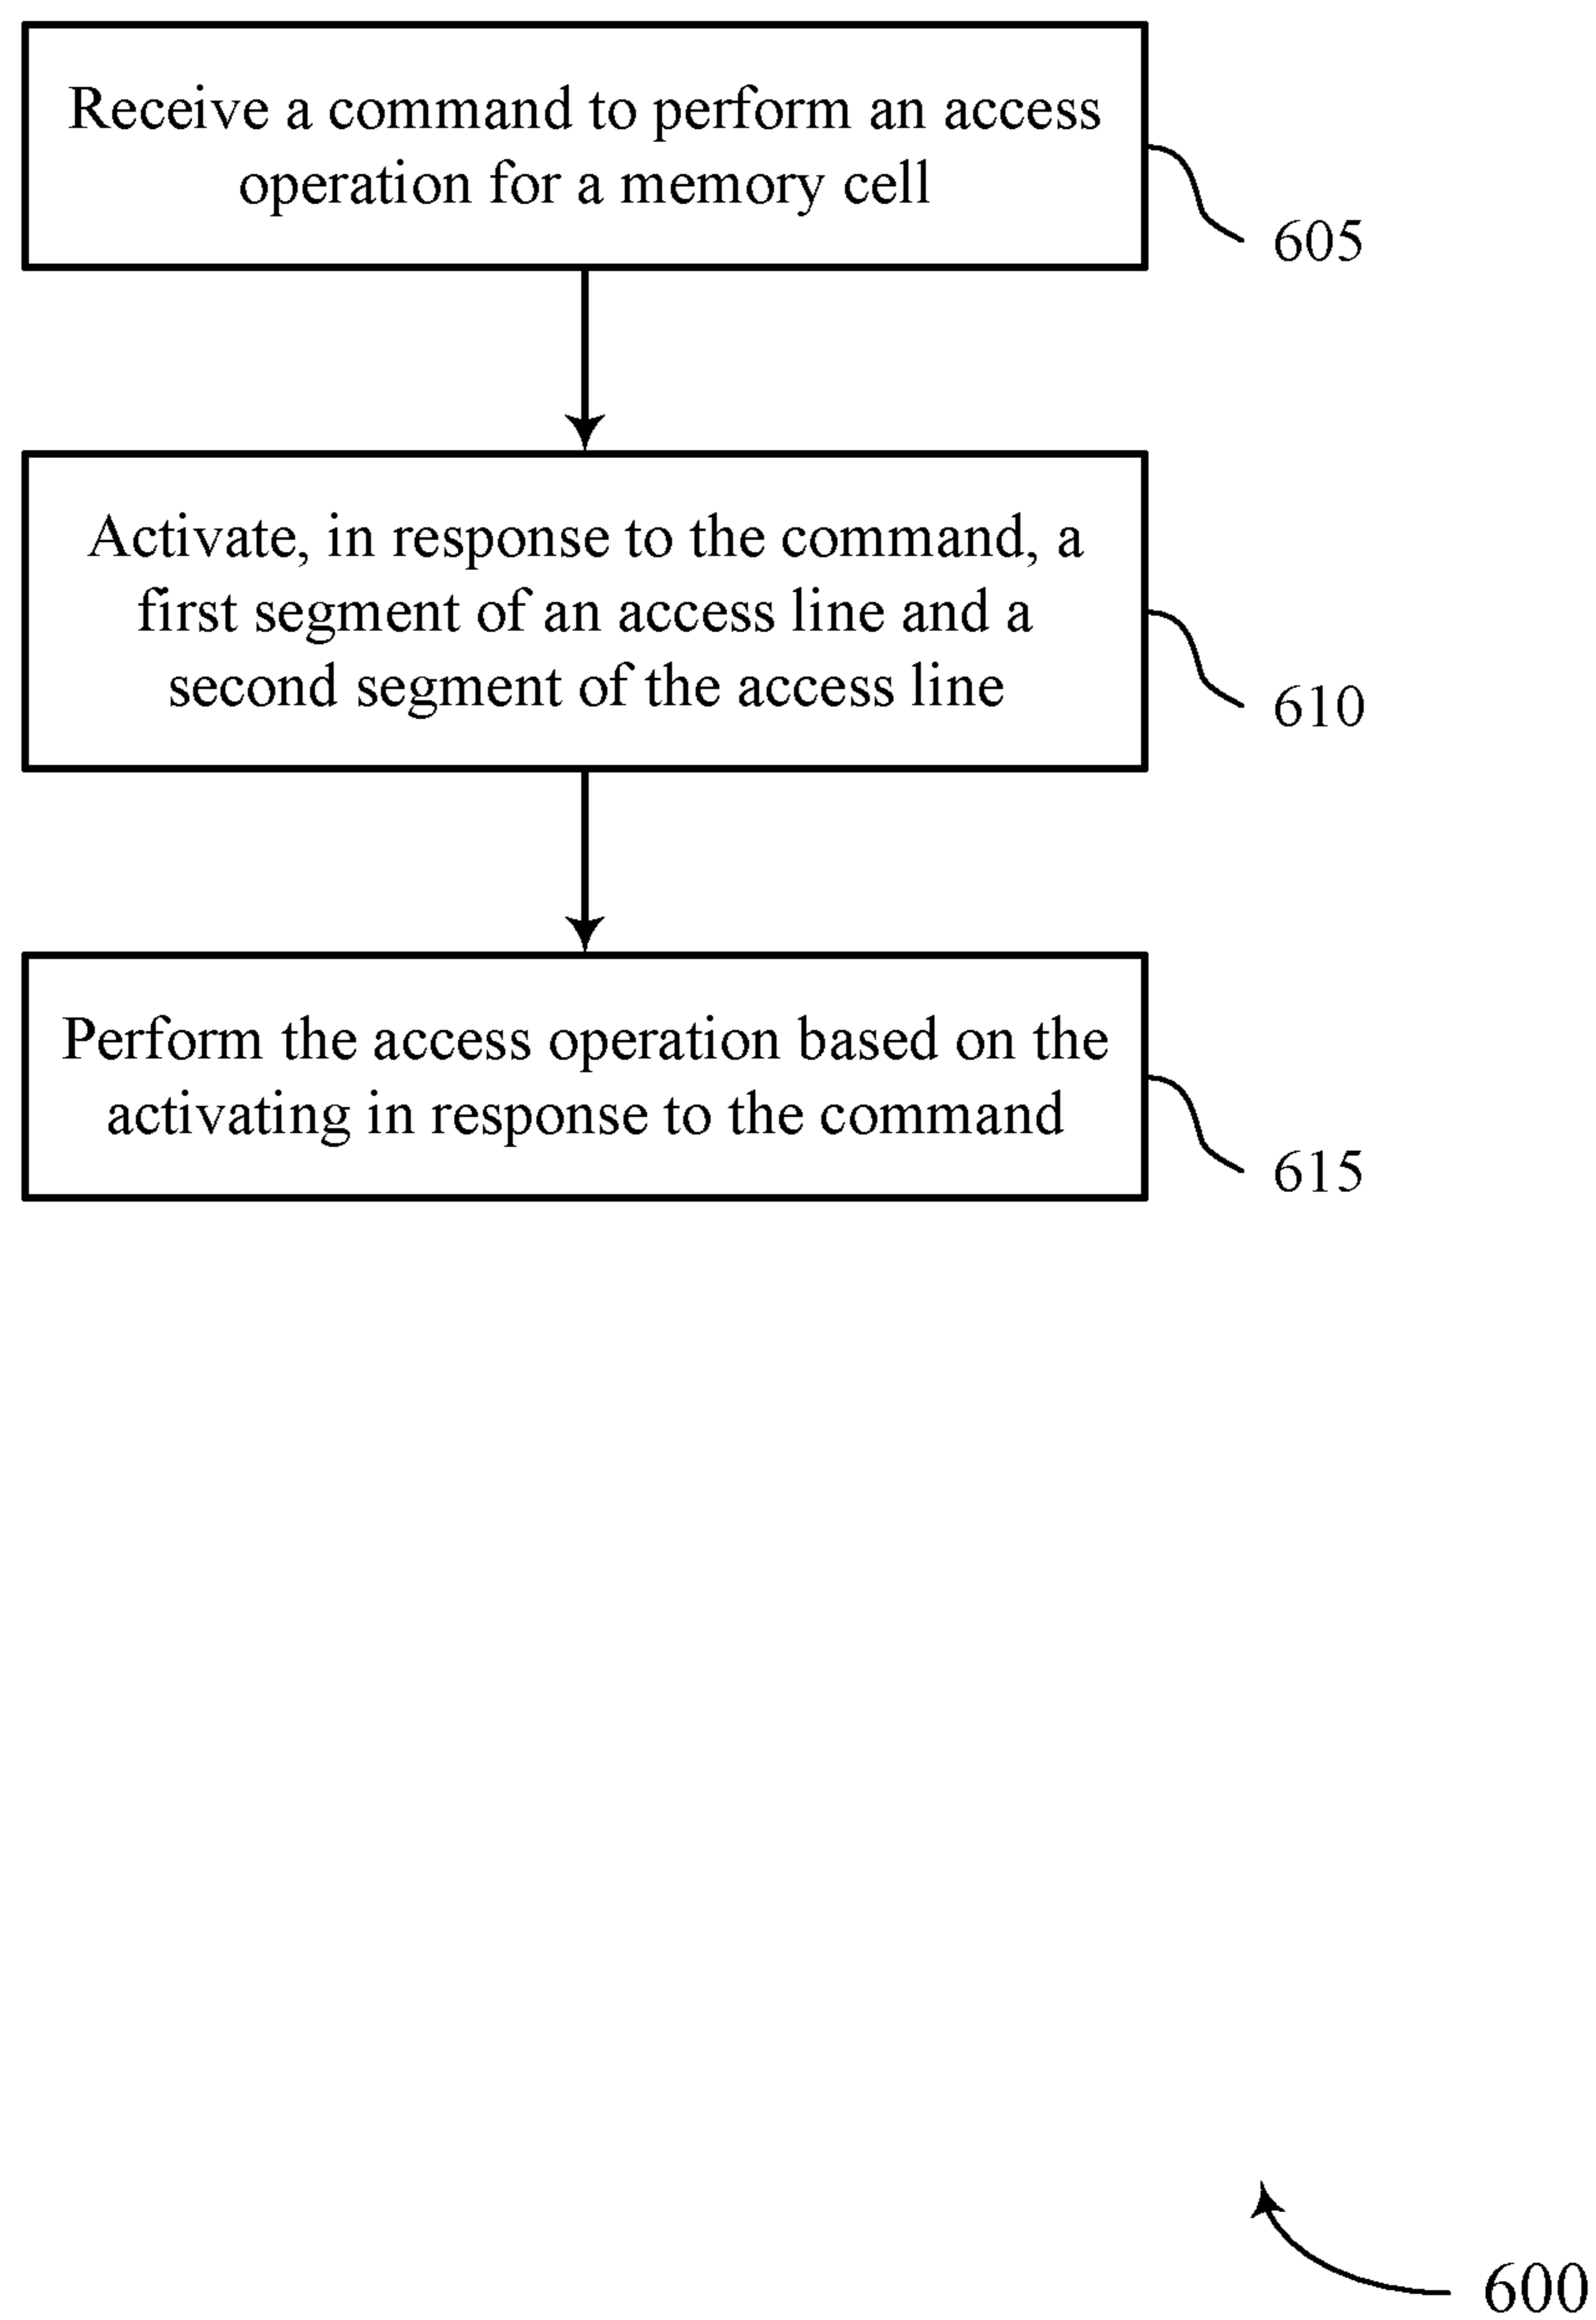 Receive a command to perform an access
operation for a memory cell
605
Activate, in response to the command, a
first segment of an access line and a
second segment of the access line
610
Perform the access operation based on the
activating in response to the command
615
600